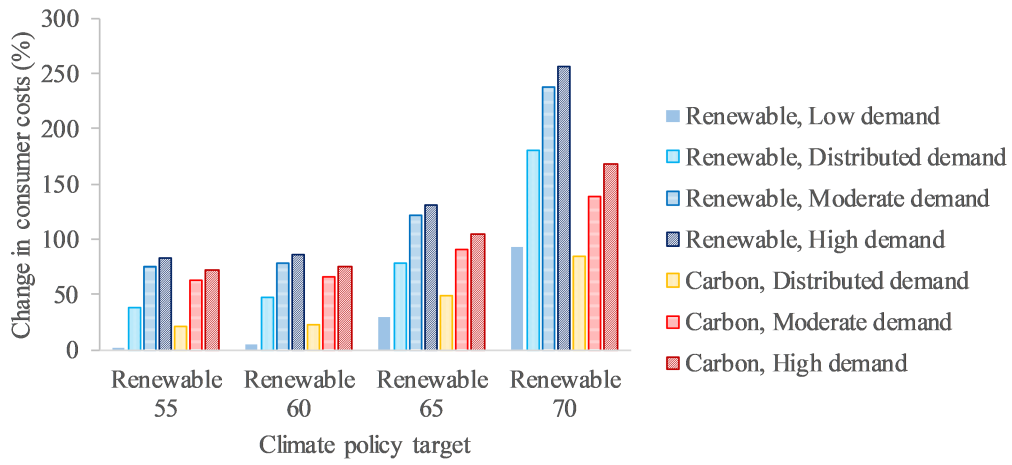 Change in consumer costs (%)
300
250
200
150
100
50
0
Renewable 55
Renewable 60
Renewable 65
Renewable 70
Climate policy target
Renewable, Low demand
Renewable, Distributed demand
Renewable, Moderate demand
Renewable, High demand
Carbon, Distributed demand
Carbon, Moderate demand
Carbon, High demand